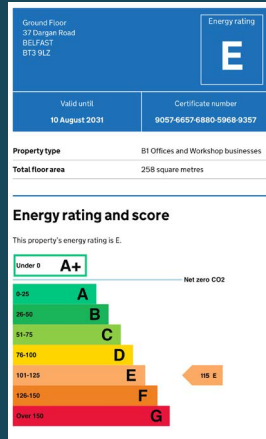 Ground Floor
37 Dargan Road
BELFAST
BT3 9LZ
Energy rating
E
Valid until
10 August 2031
Certificate number
9057-6657-6880-5968-9357
Property type
B1 Offices and Workshop businesses
Total floor area
258 square metres
Energy rating and score
This property's energy rating is E.
Under 0 A+
Net zero CO2
0-25 A
26-50 B
51-75 C
76-100 D
101-125 E
115 E
126-150 F
Over 150 G